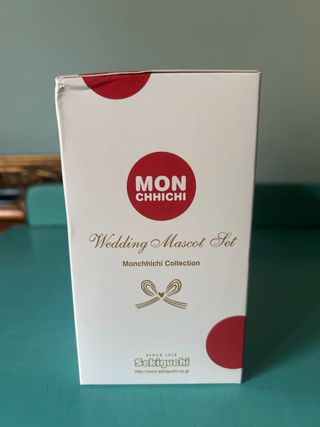 MON
CHHICHI
Wedding Mascot Set
Monchhichi Collection
SINCE 1918
Sekiguchi
http://www.sekiguchi.co.jp